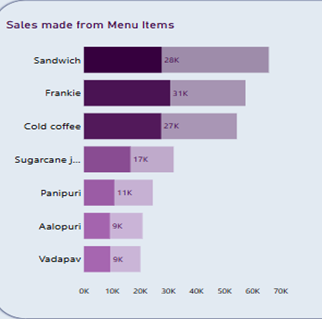 Sales made from Menu Items
Sandwich 28K
Frankie 31K
Cold coffee 27K
Sugarcane j... 17K
Panipuri 11K
Aalopuri 9K
Vadapav 9K
0K 10K 20K 30K 40K 50K 60K 70K